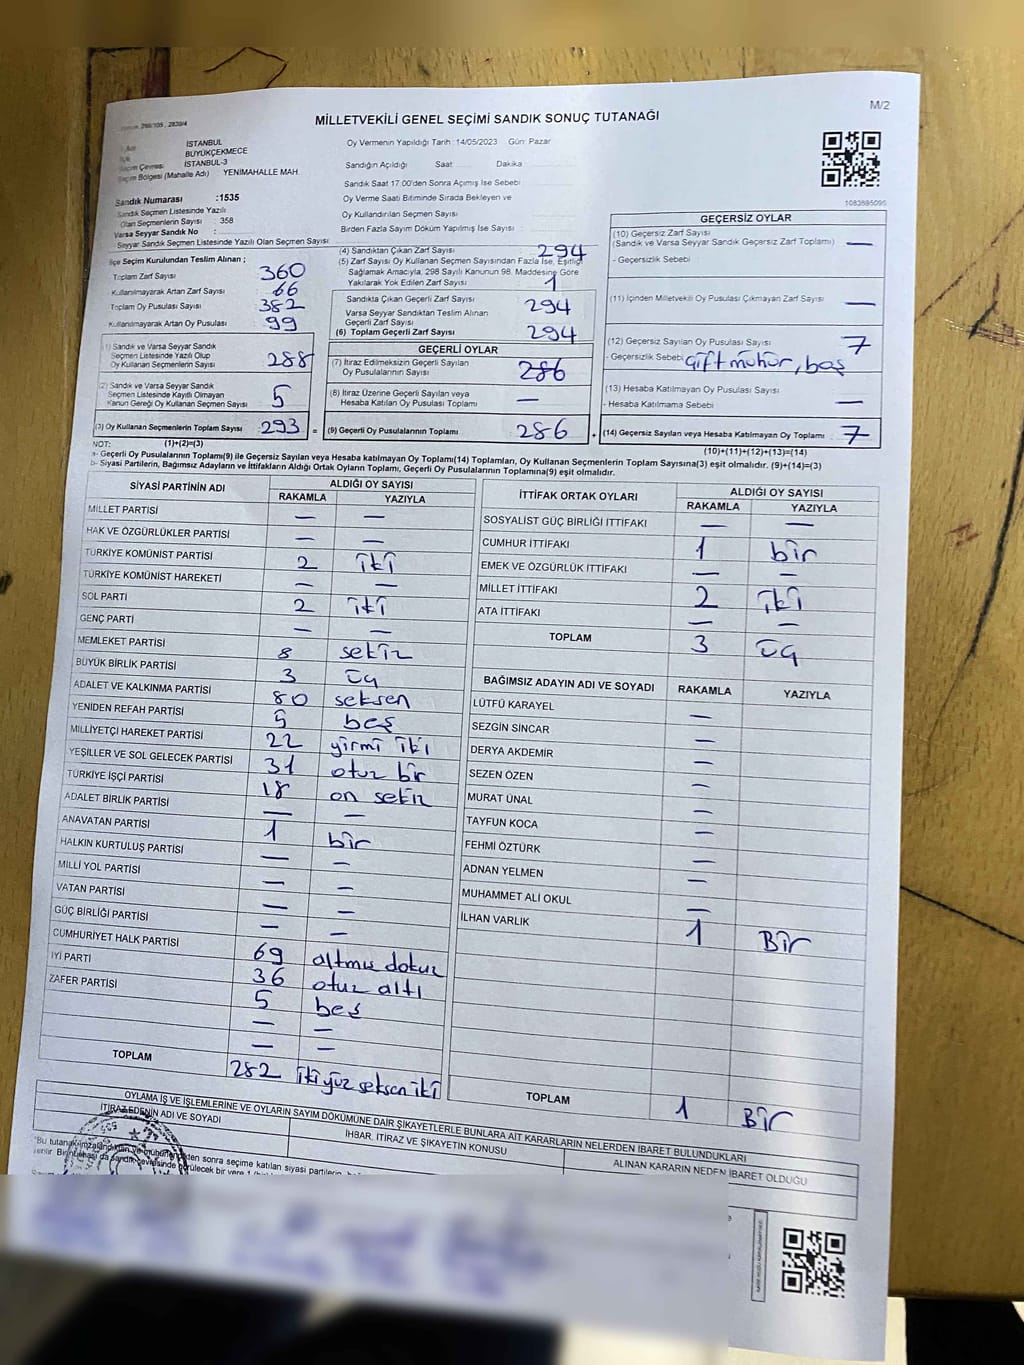 M/2
MİLLETVEKİLİ GENEL SEÇİMİ SANDIK SONUÇ TUTANAĞI
İSTANBUL
BÜYÜKÇEKMECE
Seçim Çevresi İSTANBUL-3
Seçim Bölgesi (Mahalle Adı) YENİMAHALLE MAH.
Sandık Numarası :1535
Sandık Seçmen Listesinde Yazılı
Olan Seçmenlerin Sayısı : 358
Varsa Seyyar Sandık No :
Seyyar Sandık Seçmen Listesinde Yazılı Olan Seçmen Sayısı
Oy Vermenin Yapıldığı Tarih :14/05/2023 Gün: Pazar
Sandığın Açıldığı Saat Dakika
Sandık Saat 17.00'den Sonra Açımış İse Sebebi
Oy Verme Saati Bitiminde Sırada Bekleyen ve
Oy Kullandırılan Seçmen Sayısı
Birden Fazla Sayım Döküm Yapılmış İse Sayısı :
1083885095
İlçe Seçim Kurulundan Teslim Alınan ;
Toplam Zarf Sayısı 360
Kullanılmayarak Artan Zarf Sayısı 66
Toplam Oy Pusulası Sayısı 382
Kullanılmayarak Artan Oy Pusulası 99
(1) Sandık ve Varsa Seyyar Sandık
Seçmen Listesinde Yazılı Olup
Oy Kullanan Seçmenlerin Sayısı 288
(2) Sandık ve Varsa Seyyar Sandık
Seçmen Listesinde Kayıtlı Olmayan
Kanun Gereği Oy Kullanan Seçmen Sayısı 5
(3) Oy Kullanan Seçmenlerin Toplam Sayısı 293 =
(4) Sandıktan Çıkan Zarf Sayısı 294
(5) Zarf Sayısı Oy Kullanan Seçmen Sayısından Fazla İse, Eşitliği
Sağlamak Amacıyla, 298 Sayılı Kanunun 98. Maddesine Göre
Yakılarak Yok Edilen Zarf Sayısı 1
Sandıkta Çıkan Geçerli Zarf Sayısı 294
Varsa Seyyar Sandıktan Teslim Alınan
Geçerli Zarf Sayısı
(6) Toplam Geçerli Zarf Sayısı 294
GEÇERLİ OYLAR
(7) İtiraz Edilmeksizin Geçerli Sayılan
Oy Pusulalarının Sayısı 286
(8) İtiraz Üzerine Geçerli Sayılan veya
Hesaba Katılan Oy Pusulası Toplamı —
(9) Geçerli Oy Pusulalarının Toplamı 286 +
GEÇERSİZ OYLAR
(10) Geçersiz Zarf Sayısı
(Sandık ve Varsa Seyyar Sandık Geçersiz Zarf Toplamı) —
- Geçersizlik Sebebi
(11) İçinden Milletvekili Oy Pusulası Çıkmayan Zarf Sayısı —
(12) Geçersiz Sayılan Oy Pusulası Sayısı 7
- Geçersizlik Sebebi Çift mühür, boş
(13) Hesaba Katılmayan Oy Pusulası Sayısı —
- Hesaba Katılmama Sebebi
(14) Geçersiz Sayılan veya Hesaba Katılmayan Oy Pusulası Toplamı 7
NOT: (1)+(2)=(3) (10)+(11)+(12)+(13)=(14)
a- Geçerli Oy Pusulalarının Toplamı(9) ile Geçersiz Sayılan veya Hesaba katılmayan Oy Toplamı(14) Toplamları, Oy Kullanan Seçmenlerin Toplam Sayısına(3) eşit olmalıdır. (9)+(14)=(3)
b- Siyasi Partilerin, Bağımsız Adayların ve İttifakların Aldığı Ortak Oyların Toplamı, Geçerli Oy Pusulalarının Toplamına(9) eşit olmalıdır.
SİYASİ PARTİNİN ADI ALDIĞI OY SAYISI
RAKAMLA YAZIYLA
MİLLET PARTİSİ — —
HAK VE ÖZGÜRLÜKLER PARTİSİ — —
TÜRKİYE KOMÜNİST PARTİSİ 2 iki
TÜRKİYE KOMÜNİST HAREKETİ — —
SOL PARTİ 2 iki
GENÇ PARTİ — —
MEMLEKET PARTİSİ 8 sekiz
BÜYÜK BİRLİK PARTİSİ 3 üç
ADALET VE KALKINMA PARTİSİ 80 seksen
YENİDEN REFAH PARTİSİ 5 beş
MİLLİYETÇİ HAREKET PARTİSİ 22 yirmi iki
YEŞİLLER VE SOL GELECEK PARTİSİ 31 otuz bir
TÜRKİYE İŞÇİ PARTİSİ 18 on sekiz
ADALET BİRLİK PARTİSİ — —
ANAVATAN PARTİSİ 1 bir
HALKIN KURTULUŞ PARTİSİ — —
MİLLİ YOL PARTİSİ — —
VATAN PARTİSİ — —
GÜÇ BİRLİĞİ PARTİSİ — —
CUMHURİYET HALK PARTİSİ 69 altmış dokuz
İYİ PARTİ 36 otuz altı
ZAFER PARTİSİ 5 beş
— —
— —
TOPLAM 282 iki yüz seksen iki
İTTİFAK ORTAK OYLARI ALDIĞI OY SAYISI
RAKAMLA YAZIYLA
SOSYALİST GÜÇ BİRLİĞİ İTTİFAKI — —
CUMHUR İTTİFAKI 1 bir
EMEK VE ÖZGÜRLÜK İTTİFAKI — —
MİLLET İTTİFAKI 2 iki
ATA İTTİFAKI — —
TOPLAM 3 üç
BAĞIMSIZ ADAYIN ADI VE SOYADI RAKAMLA YAZIYLA
LÜTFÜ KARAYEL —
SEZGİN SİNCAR —
DERYA AKDEMİR —
SEZEN ÖZEN —
MURAT ÜNAL —
TAYFUN KOCA —
FEHMİ ÖZTÜRK —
ADNAN YELMEN —
MUHAMMET ALİ OKUL —
İLHAN VARLIK 1 Bir
TOPLAM 1 Bir
OYLAMA İŞ VE İŞLEMLERİNE VE OYLARIN SAYIM DÖKÜMÜNE DAİR ŞİKAYETLERLE BUNLARA AİT KARARLARIN NELERDEN İBARET BULUNDUKLARI
İTİRAZ EDENİN ADI VE SOYADI
İHBAR, İTİRAZ VE ŞİKAYETİN KONUSU
ALINAN KARARIN NEDEN İBARET OLDUĞU